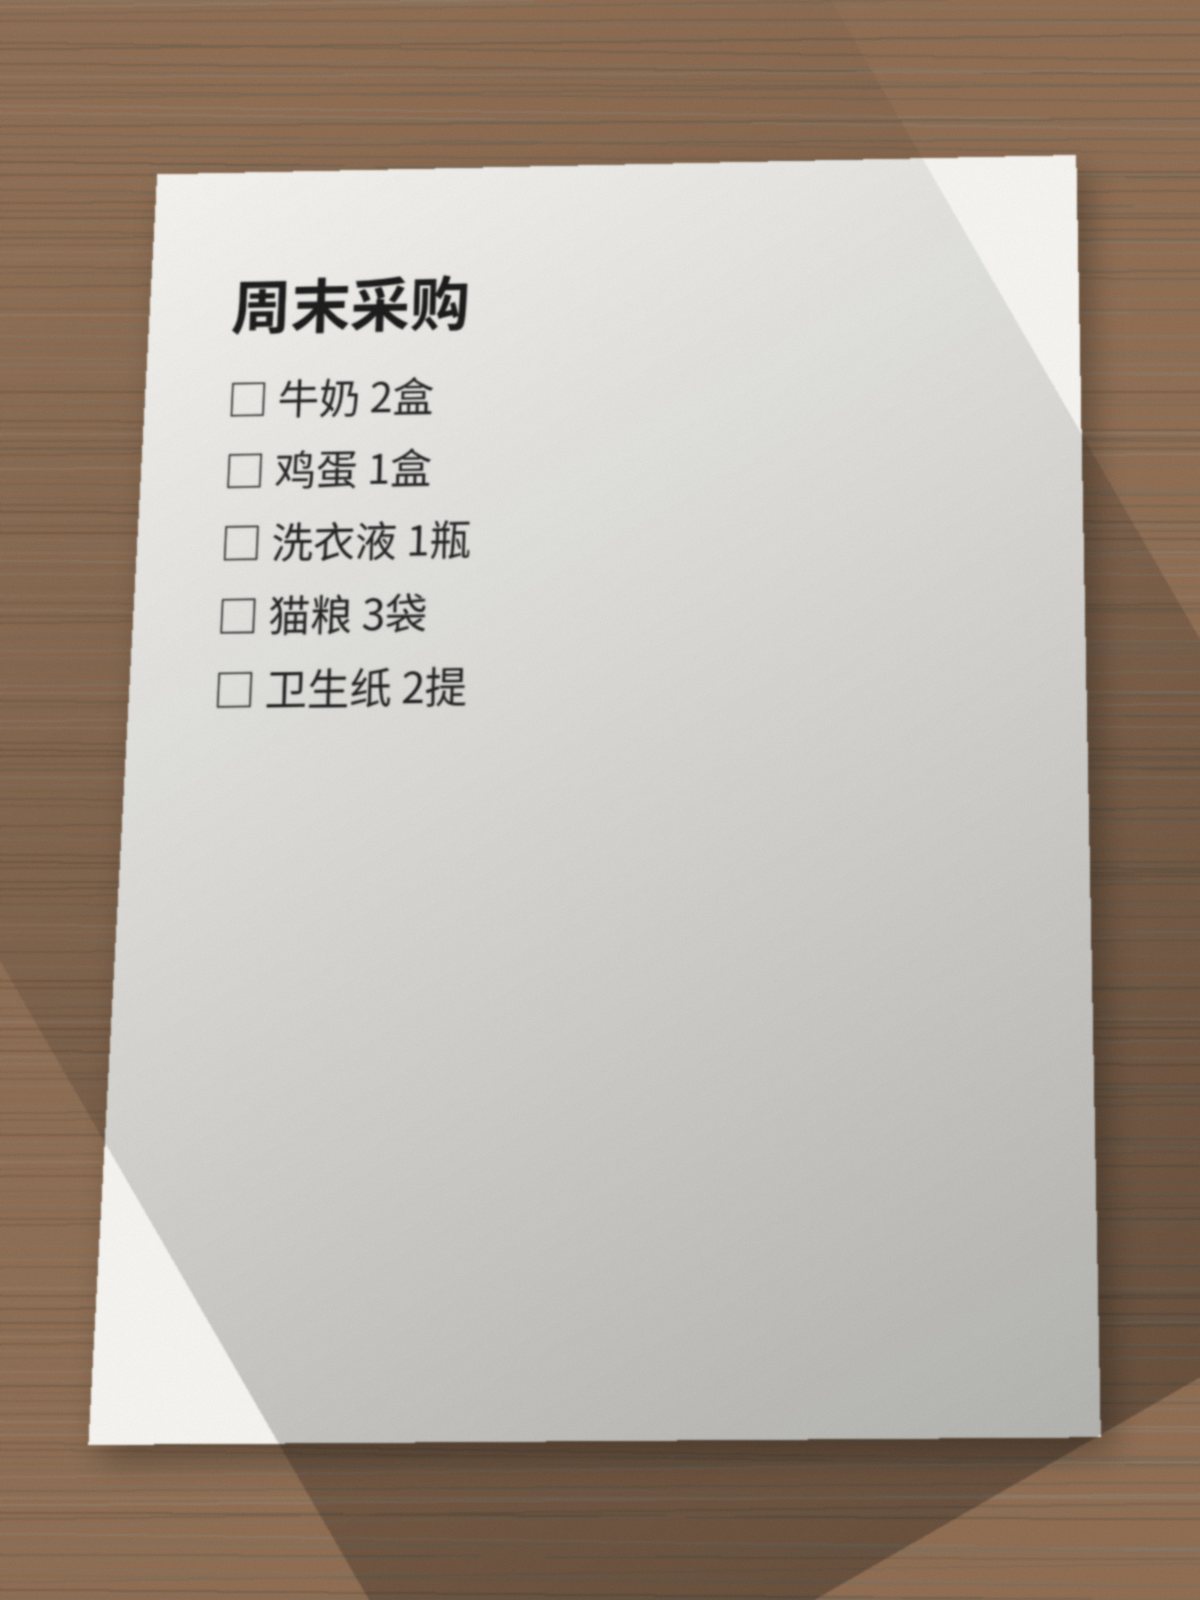 周末采购
□ 牛奶 2盒
□ 鸡蛋 1盒
□ 洗衣液 1瓶
□ 猫粮 3袋
□ 卫生纸 2提